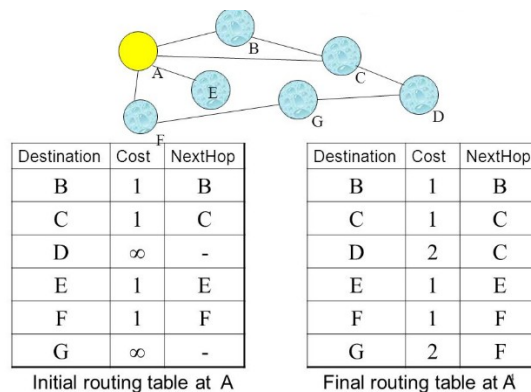 B
A
C
E
D
G
F
Destination Cost NextHop
B 1 B
C 1 C
D ∞ -
E 1 E
F 1 F
G ∞ -
Initial routing table at A
Destination Cost NextHop
B 1 B
C 1 C
D 2 C
E 1 E
F 1 F
G 2 F
Final routing table at A